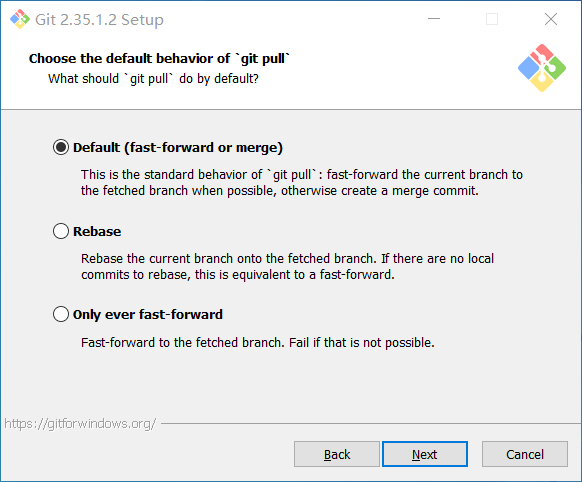 Git 2.35.1.2 Setup
Choose the default behavior of `git pull`
What should `git pull` do by default?
Default (fast-forward or merge)
This is the standard behavior of `git pull`: fast-forward the current branch to
the fetched branch when possible, otherwise create a merge commit.
Rebase
Rebase the current branch onto the fetched branch. If there are no local
commits to rebase, this is equivalent to a fast-forward.
Only ever fast-forward
Fast-forward to the fetched branch. Fail if that is not possible.
https://gitforwindows.org/
Back Next Cancel